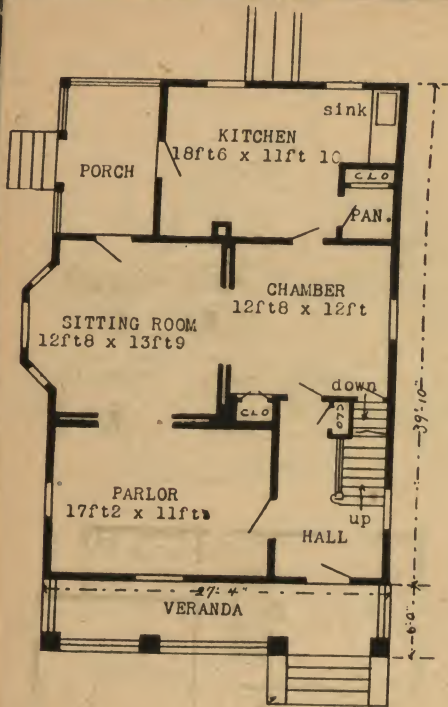 sink
KITCHEN
18ft6 x 11ft 10
PORCH
CLO
PAN.
CHAMBER
12ft8 x 12ft
SITTING ROOM
12ft8 x 13ft9
down
CLO
CLO
39'-10"
PARLOR
17ft2 x 11ft
up
HALL
27'-4"
VERANDA
6'-0"